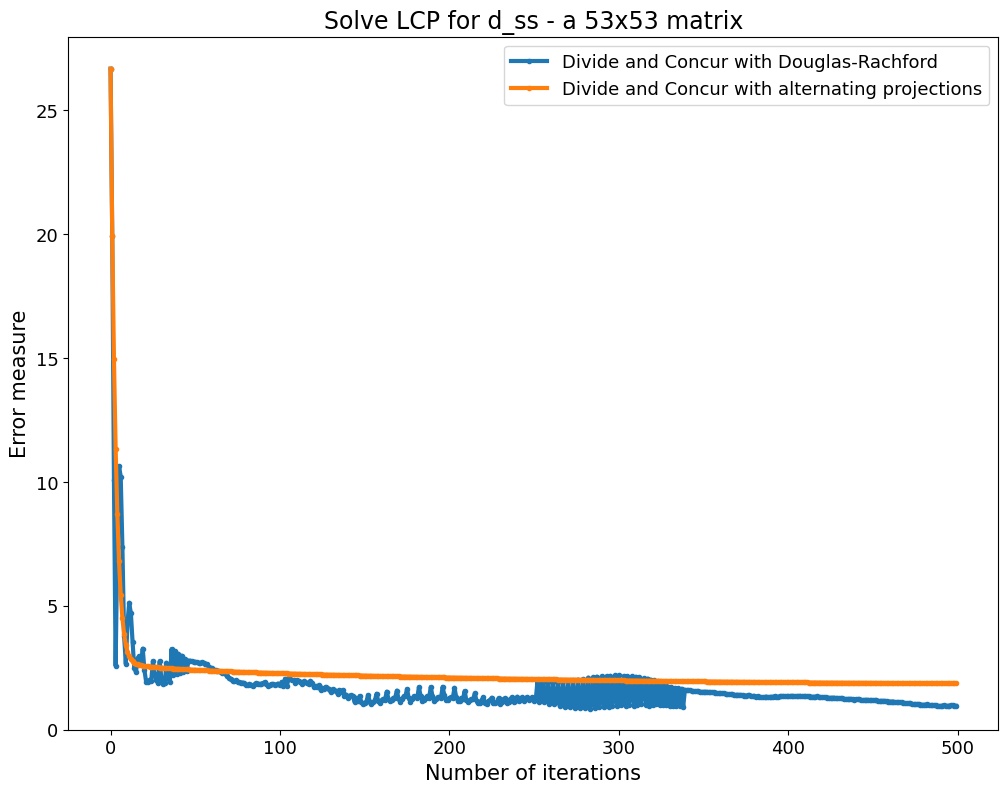 Solve LCP for d_ss - a 53x53 matrix
Divide and Concur with Douglas-Rachford
Divide and Concur with alternating projections
Error measure
25
20
15
10
5
0
0 100 200 300 400 500
Number of iterations